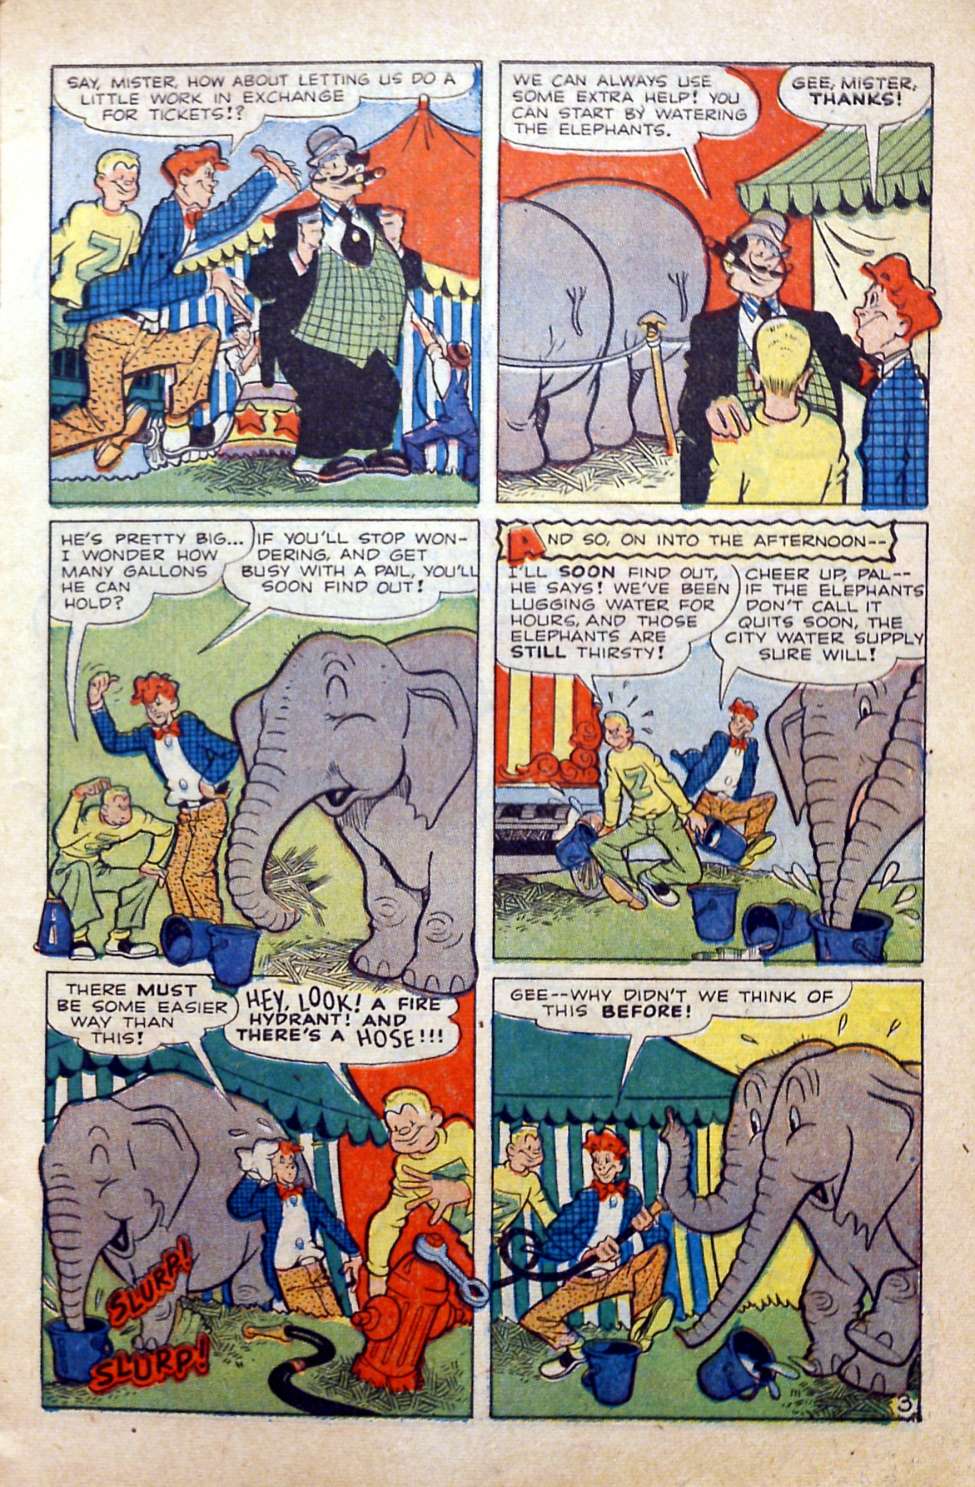 SAY, MISTER, HOW ABOUT LETTING US DO A
LITTLE WORK IN EXCHANGE
FOR TICKETS!?
WE CAN ALWAYS USE
SOME EXTRA HELP! YOU
CAN START BY WATERING
THE ELEPHANTS.
GEE, MISTER,
THANKS!
7
HE'S PRETTY BIG...
I WONDER HOW
MANY GALLONS
HE CAN
HOLD?
IF YOU'LL STOP WON-
DERING, AND GET
BUSY WITH A PAIL, YOU'LL
SOON FIND OUT!
AND SO, ON INTO THE AFTERNOON--
I'LL SOON FIND OUT,
HE SAYS! WE'VE BEEN
LUGGING WATER FOR
HOURS, AND THOSE
ELEPHANTS ARE
STILL THIRSTY!
CHEER UP, PAL--
IF THE ELEPHANTS
DON'T CALL IT
QUITS SOON, THE
CITY WATER SUPPLY
SURE WILL!
7
THERE MUST
BE SOME EASIER
WAY THAN
THIS!
HEY, LOOK! A FIRE
HYDRANT! AND
THERE'S A HOSE!!!
SLURP!
SLURP!
GEE--WHY DIDN'T WE THINK OF
THIS BEFORE!
3